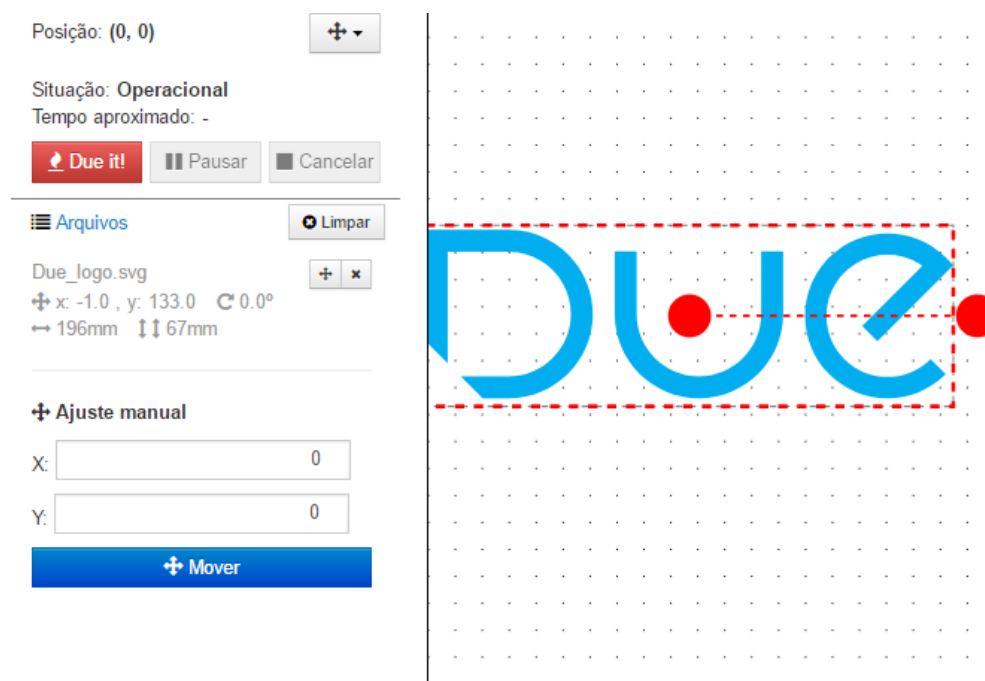 Posição: (0, 0)
Situação: Operacional
Tempo aproximado: -
Due it! Pausar Cancelar
Arquivos Limpar
Due_logo.svg
x: -1.0 , y: 133.0 0.0º
196mm 67mm
Ajuste manual
X: 0
Y: 0
Mover
Due